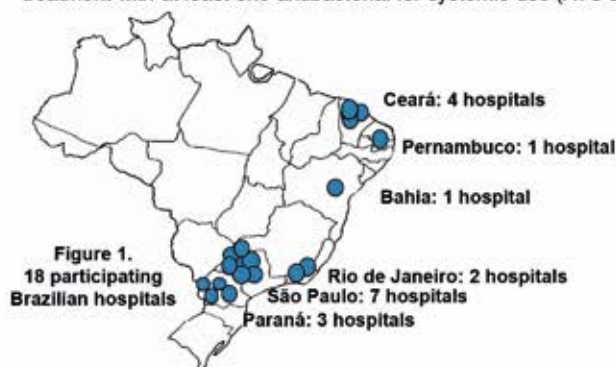 Ceará: 4 hospitals
Pernambuco: 1 hospital
Bahia: 1 hospital
Figure 1.
18 participating
Brazilian hospitals
Rio de Janeiro: 2 hospitals
São Paulo: 7 hospitals
Paraná: 3 hospitals